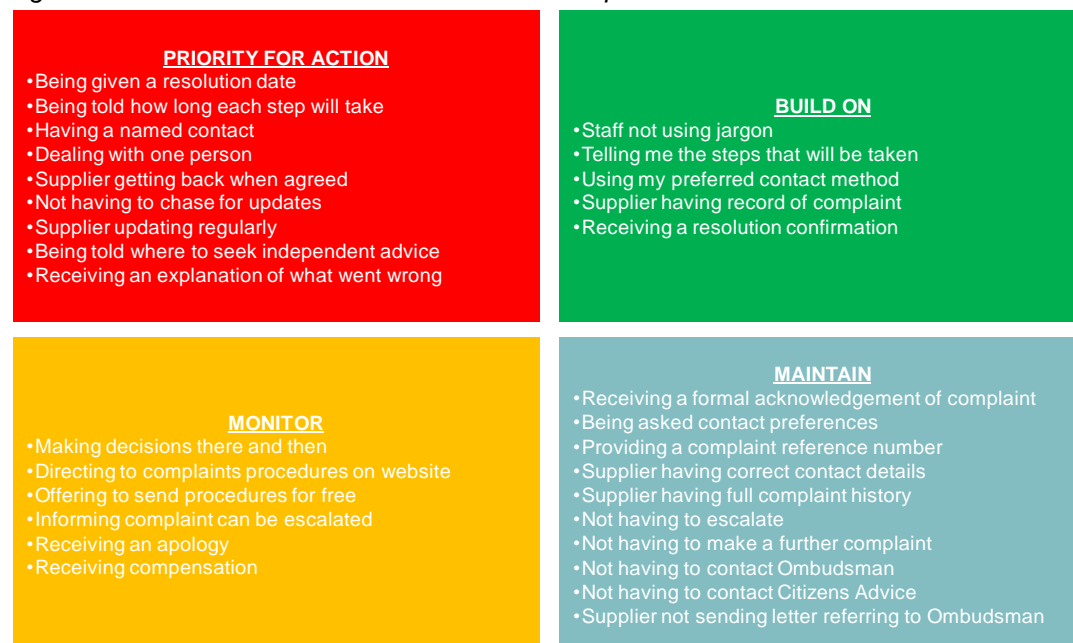 PRIORITY FOR ACTION
•Being given a resolution date
•Being told how long each step will take
•Having a named contact
•Dealing with one person
•Supplier getting back when agreed
•Not having to chase for updates
•Supplier updating regularly
•Being told where to seek independent advice
•Receiving an explanation of what went wrong
BUILD ON
•Staff not using jargon
•Telling me the steps that will be taken
•Using my preferred contact method
•Supplier having record of complaint
•Receiving a resolution confirmation
MONITOR
•Making decisions there and then
•Directing to complaints procedures on website
•Offering to send procedures for free
•Informing complaint can be escalated
•Receiving an apology
•Receiving compensation
MAINTAIN
•Receiving a formal acknowledgement of complaint
•Being asked contact preferences
•Providing a complaint reference number
•Supplier having correct contact details
•Supplier having full complaint history
•Not having to escalate
•Not having to make a further complaint
•Not having to contact Ombudsman
•Not having to contact Citizens Advice
•Supplier not sending letter referring to Ombudsman